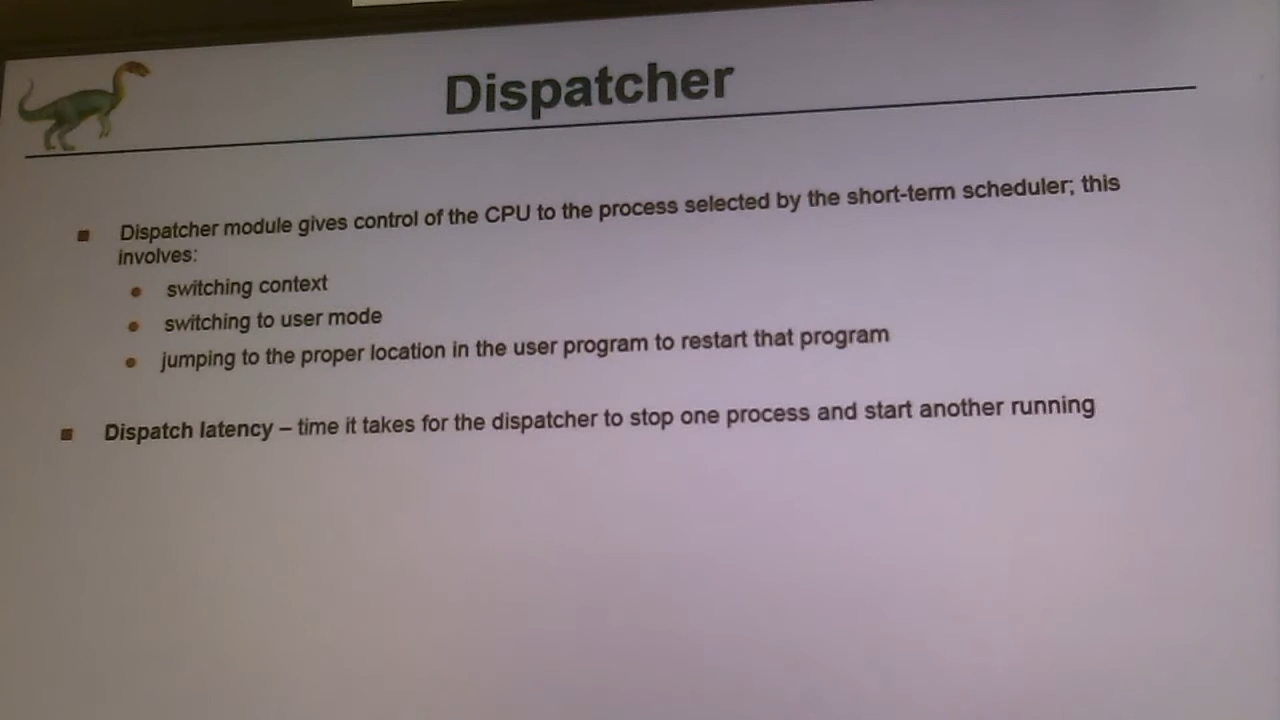 Dispatcher
Dispatcher module gives control of the CPU to the process selected by the short-term scheduler; this
involves:
switching context
switching to user mode
jumping to the proper location in the user program to restart that program
Dispatch latency – time it takes for the dispatcher to stop one process and start another running